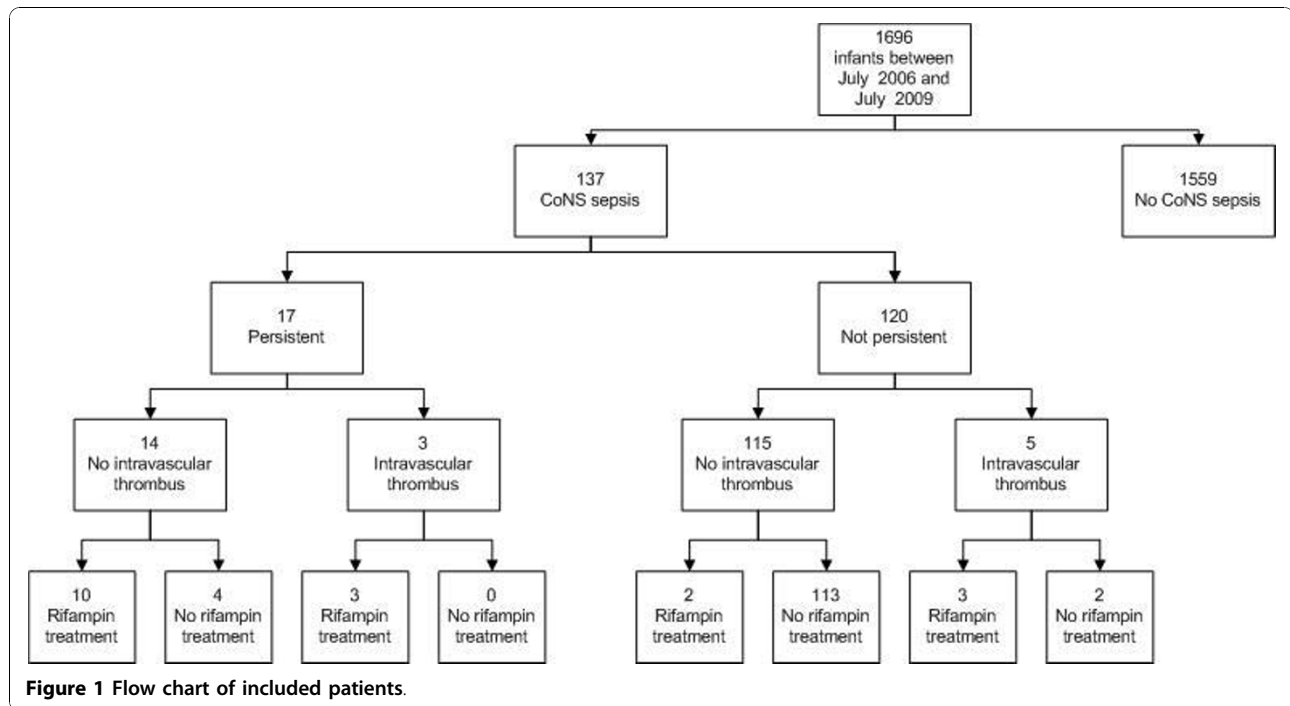 1696
infants between
July 2006 and
July 2009
137
CoNS sepsis
1559
No CoNS sepsis
17
Persistent
120
Not persistent
14
No intravascular
thrombus
3
Intravascular
thrombus
115
No intravascular
thrombus
5
Intravascular
thrombus
10
Rifampin
treatment
4
No rifampin
treatment
3
Rifampin
treatment
0
No rifampin
treatment
2
Rifampin
treatment
113
No rifampin
treatment
3
Rifampin
treatment
2
No rifampin
treatment
Figure 1 Flow chart of included patients.